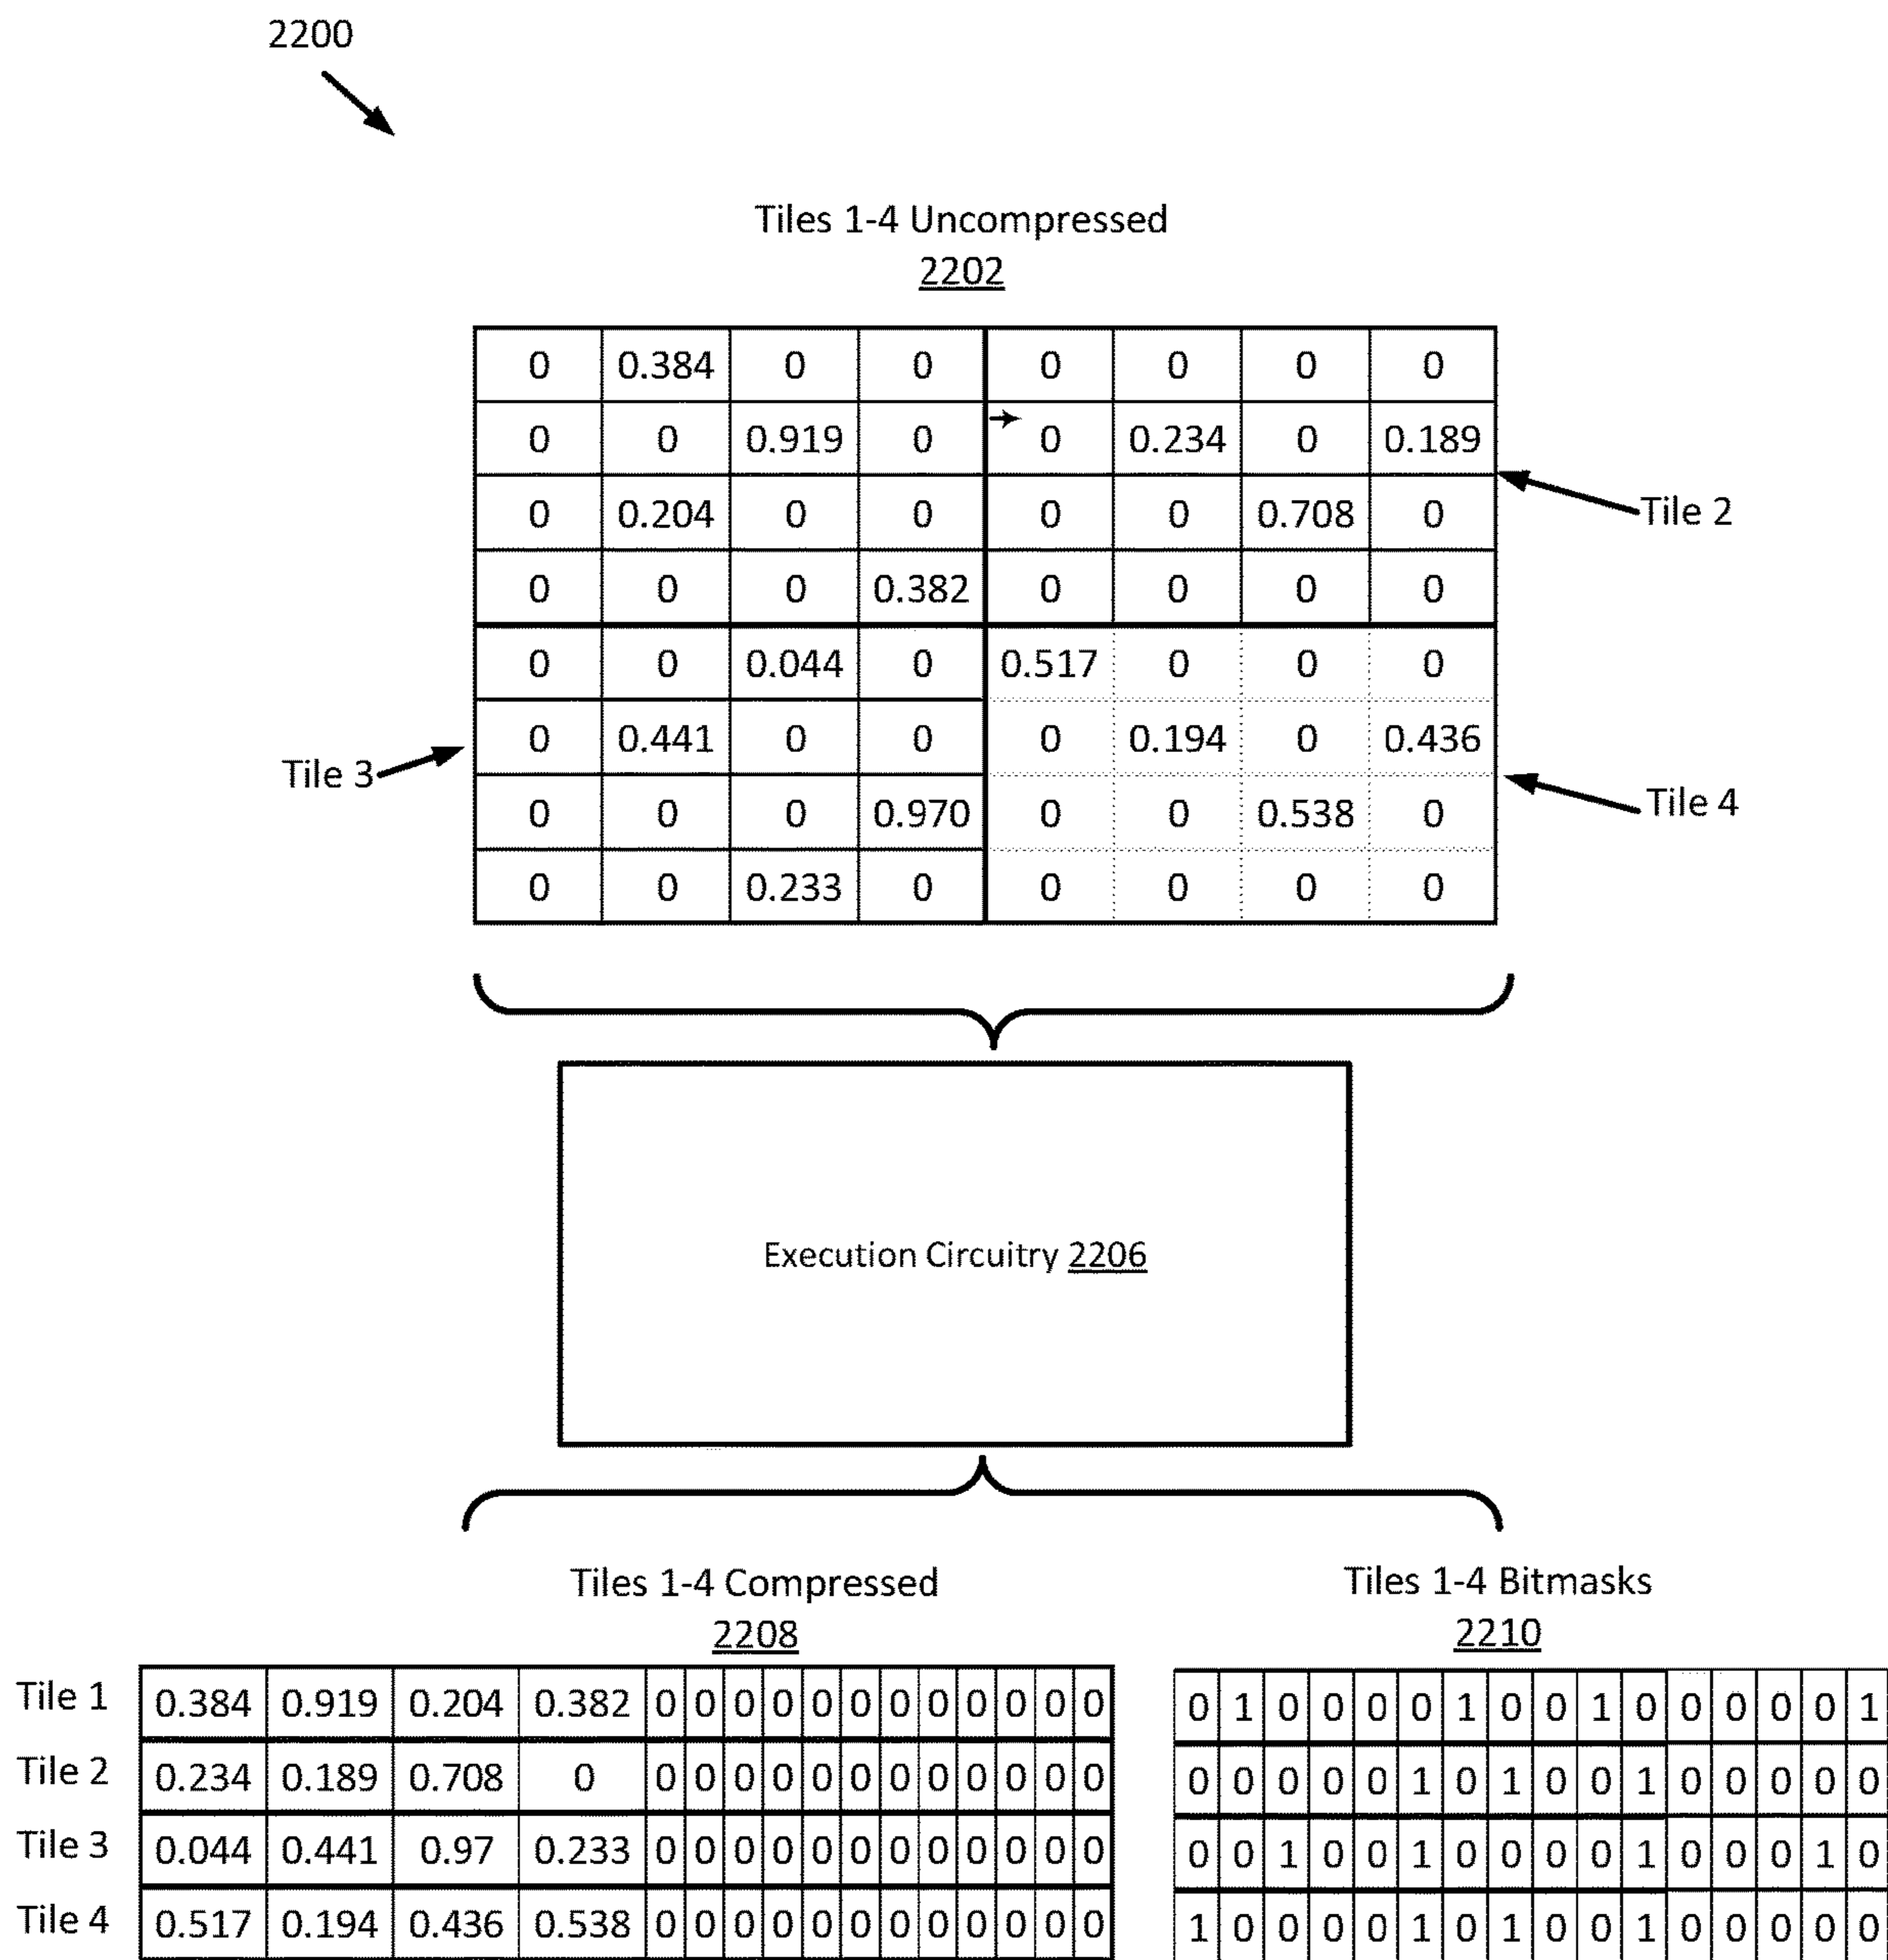 2200
Tiles 1-4 Uncompressed
2202
0 0.384 0 0 0 0 0 0
0 0 0.919 0 0 0.234 0 0.189
0 0.204 0 0 0 0 0.708 0
Tile 2
0 0 0 0.382 0 0 0 0
0 0 0.044 0 0.517 0 0 0
0 0.441 0 0 0 0.194 0 0.436
Tile 3
0 0 0 0.970 0 0 0.538 0
Tile 4
0 0 0.233 0 0 0 0 0
Execution Circuitry 2206
Tiles 1-4 Compressed
2208
Tiles 1-4 Bitmasks
2210
Tile 1 0.384 0.919 0.204 0.382 0 0 0 0 0 0 0 0 0 0 0 0
0 1 0 0 0 0 1 0 0 1 0 0 0 0 0 1
Tile 2 0.234 0.189 0.708 0 0 0 0 0 0 0 0 0 0 0 0 0
0 0 0 0 0 1 0 1 0 0 1 0 0 0 0 0
Tile 3 0.044 0.441 0.97 0.233 0 0 0 0 0 0 0 0 0 0 0 0
0 0 1 0 0 1 0 0 0 0 1 0 0 0 1 0
Tile 4 0.517 0.194 0.436 0.538 0 0 0 0 0 0 0 0 0 0 0 0
1 0 0 0 0 1 0 1 0 0 1 0 0 0 0 0